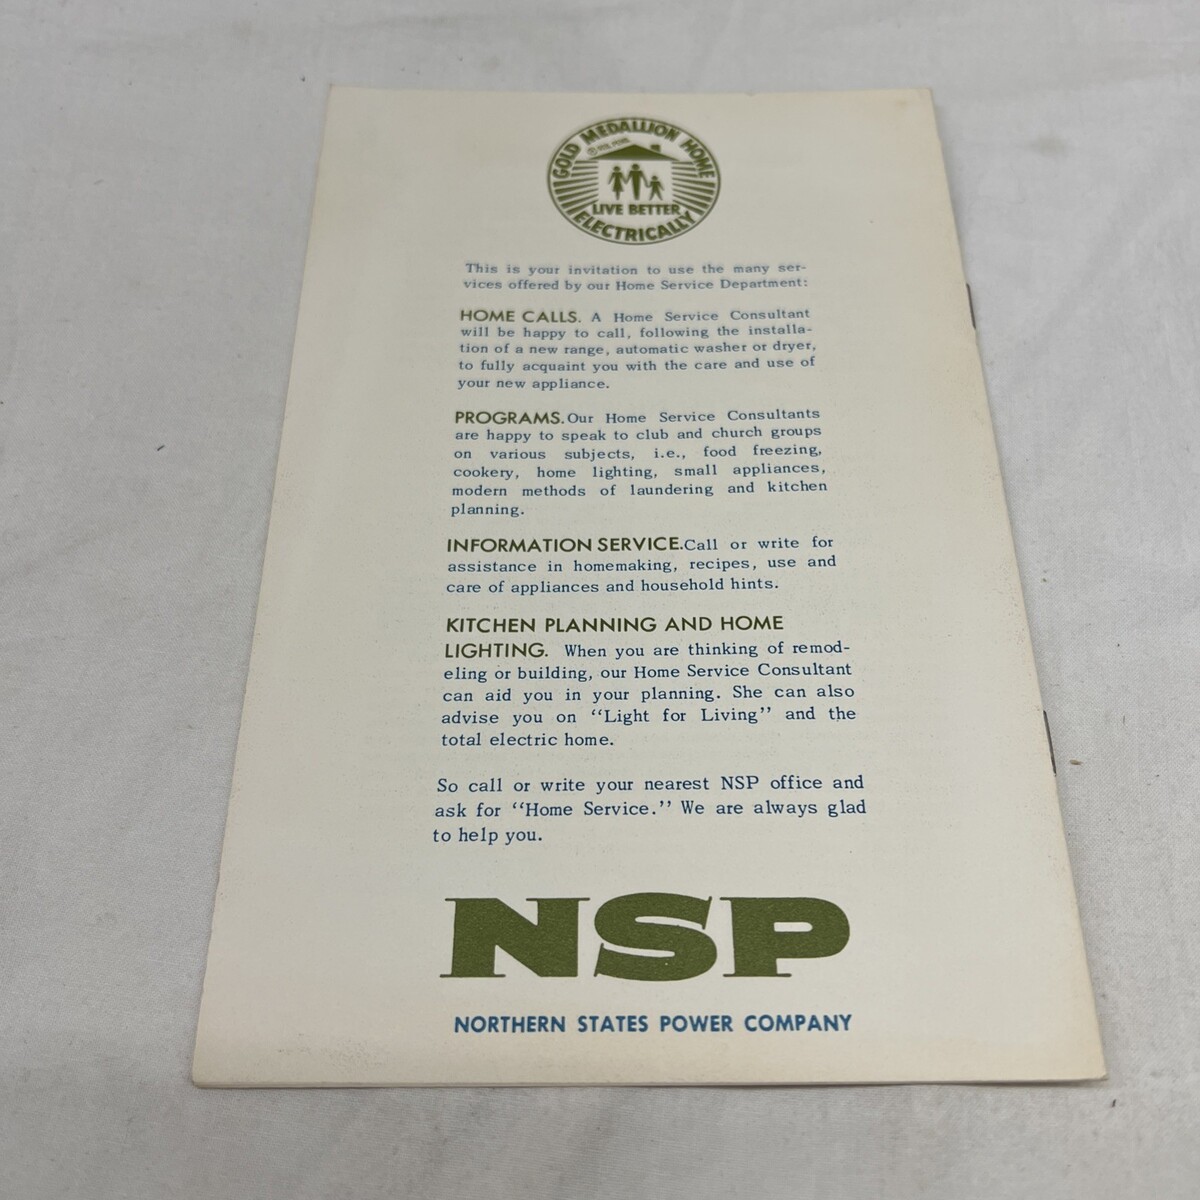 GOLD MEDALLION HOME
LIVE BETTER
ELECTRICALLY
This is your invitation to use the many ser-
vices offered by our Home Service Department:
HOME CALLS. A Home Service Consultant
will be happy to call, following the installa-
tion of a new range, automatic washer or dryer,
to fully acquaint you with the care and use of
your new appliance.
PROGRAMS. Our Home Service Consultants
are happy to speak to club and church groups
on various subjects, i.e., food freezing,
cookery, home lighting, small appliances,
modern methods of laundering and kitchen
planning.
INFORMATION SERVICE. Call or write for
assistance in homemaking, recipes, use and
care of appliances and household hints.
KITCHEN PLANNING AND HOME
LIGHTING. When you are thinking of remod-
eling or building, our Home Service Consultant
can aid you in your planning. She can also
advise you on “Light for Living” and the
total electric home.
So call or write your nearest NSP office and
ask for “Home Service.” We are always glad
to help you.
NSP
NORTHERN STATES POWER COMPANY